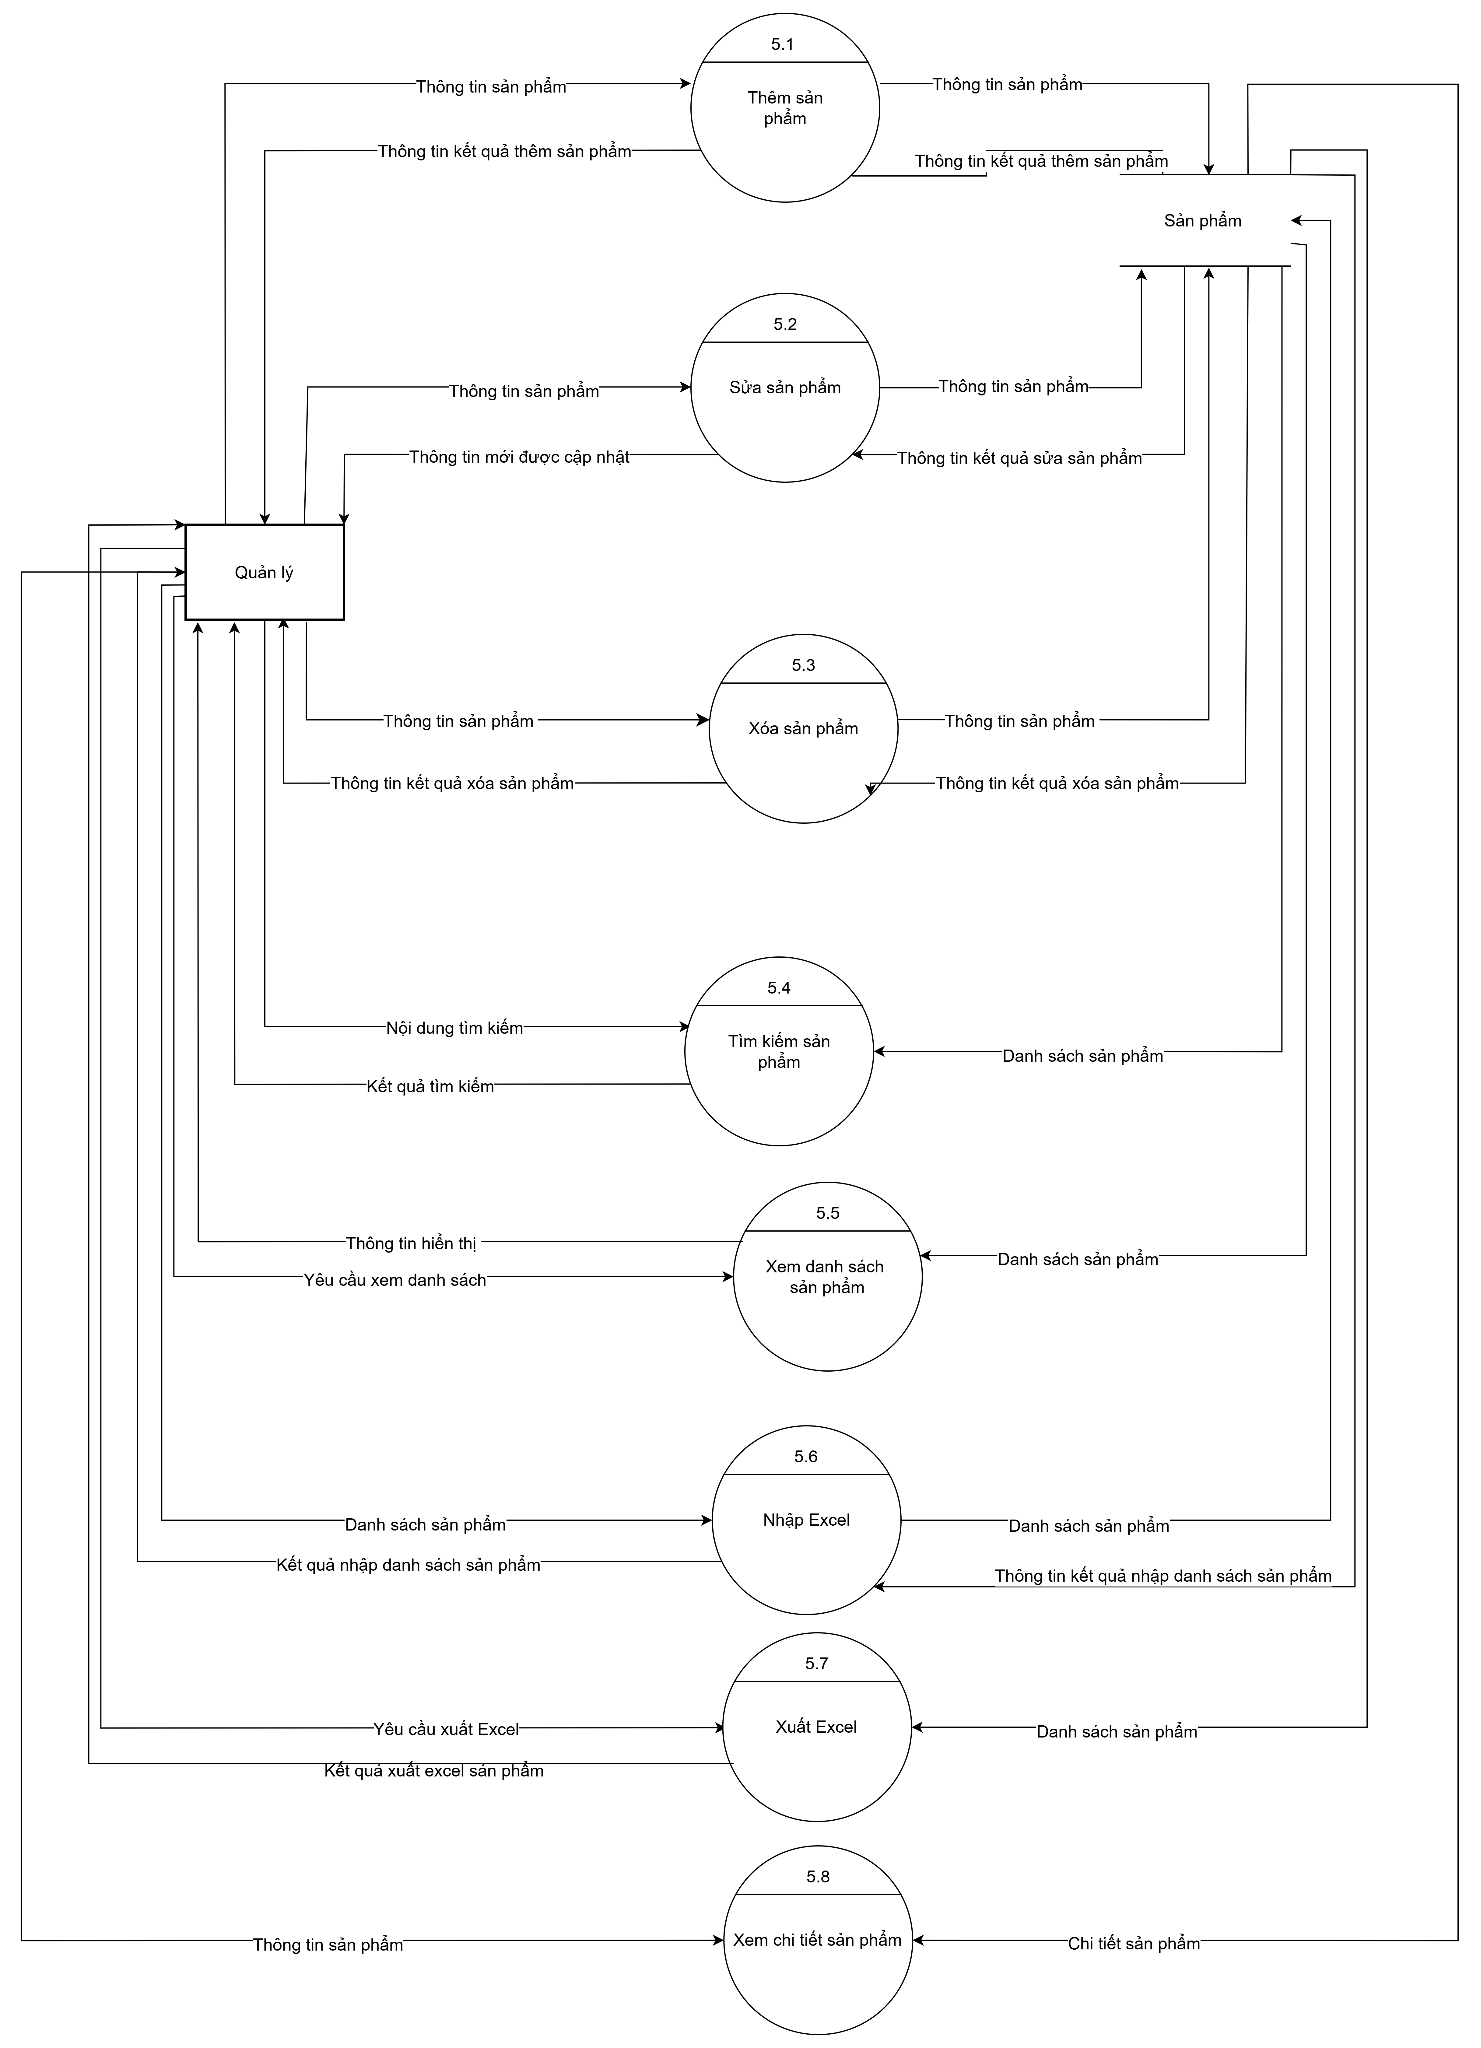 5.1
Thông tin sản phẩm
Thêm sản
phẩm
Thông tin sản phẩm
Thông tin kết quả thêm sản phẩm
Thông tin kết quả thêm sản phẩm
Sản phẩm
5.2
Thông tin sản phẩm
Sửa sản phẩm
Thông tin sản phẩm
Thông tin mới được cập nhật
Thông tin kết quả sửa sản phẩm
Quản lý
5.3
Thông tin sản phẩm
Xóa sản phẩm
Thông tin sản phẩm
Thông tin kết quả xóa sản phẩm
Thông tin kết quả xóa sản phẩm
5.4
Nội dung tìm kiếm
Tìm kiếm sản
phẩm
Danh sách sản phẩm
Kết quả tìm kiếm
5.5
Thông tin hiển thị
Xem danh sách
sản phẩm
Danh sách sản phẩm
Yêu cầu xem danh sách
5.6
Danh sách sản phẩm
Nhập Excel
Danh sách sản phẩm
Kết quả nhập danh sách sản phẩm
Thông tin kết quả nhập danh sách sản phẩm
5.7
Yêu cầu xuất Excel
Xuất Excel
Danh sách sản phẩm
Kết quả xuất excel sản phẩm
5.8
Thông tin sản phẩm
Xem chi tiết sản phẩm
Chi tiết sản phẩm